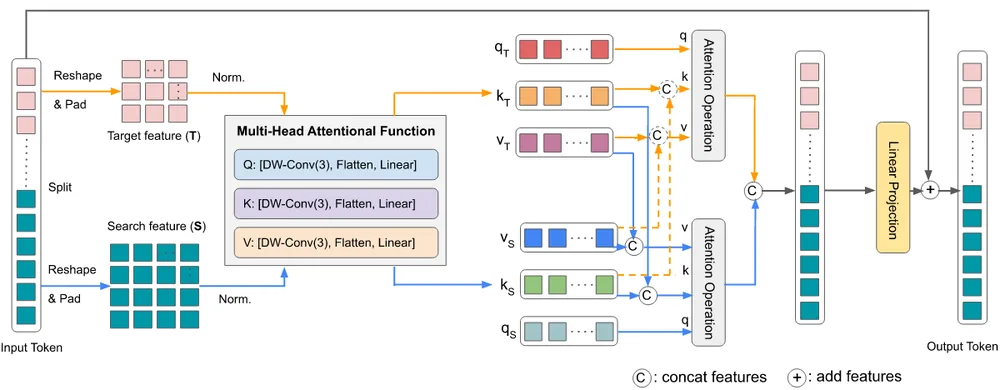 Reshape
& Pad
Norm.
Target feature (T)
Split
Search feature (S)
Reshape
& Pad
Norm.
Input Token
Multi-Head Attentional Function
Q: [DW-Conv(3), Flatten, Linear]
K: [DW-Conv(3), Flatten, Linear]
V: [DW-Conv(3), Flatten, Linear]
qT
kT
vT
vS
kS
qS
C
C
C
C
q
k
v
Attention Operation
v
k
q
Attention Operation
C
Linear Projection
+
Output Token
C : concat features
+ : add features